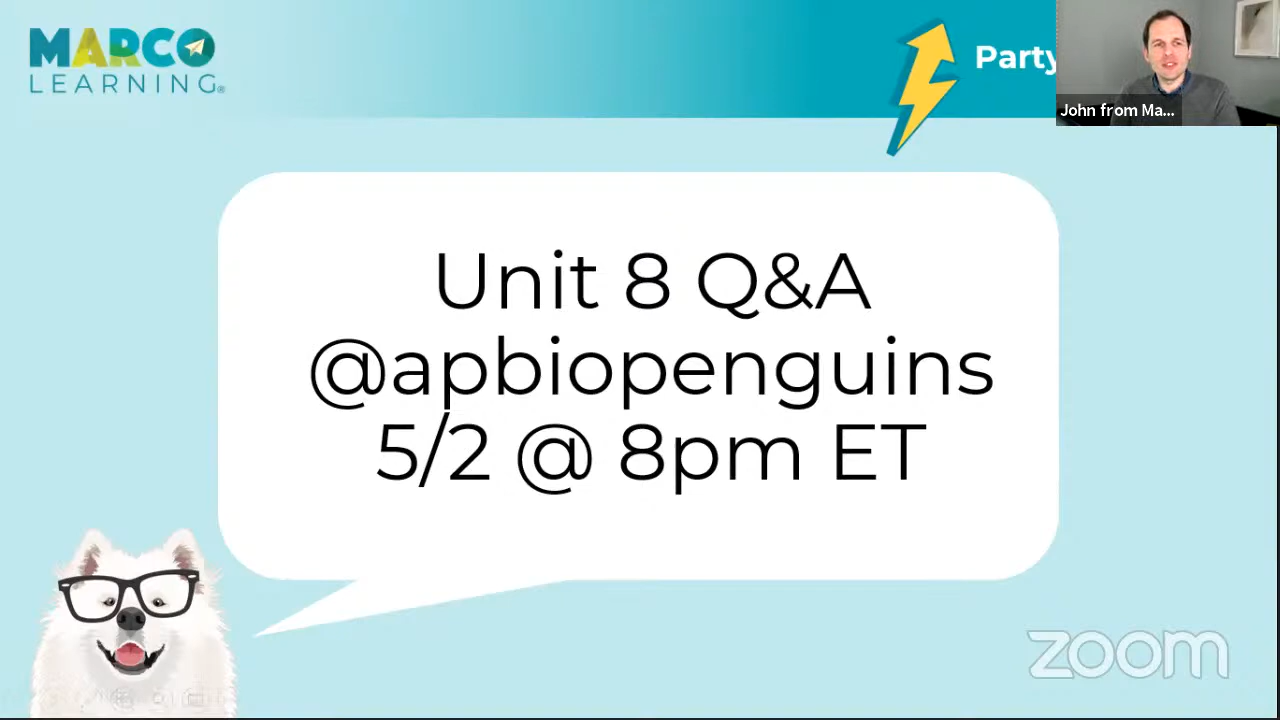 MARCO
LEARNING®
Party
John from Ma...
Unit 8 Q&A
@apbiopenguins
5/2 @ 8pm ET
zoom